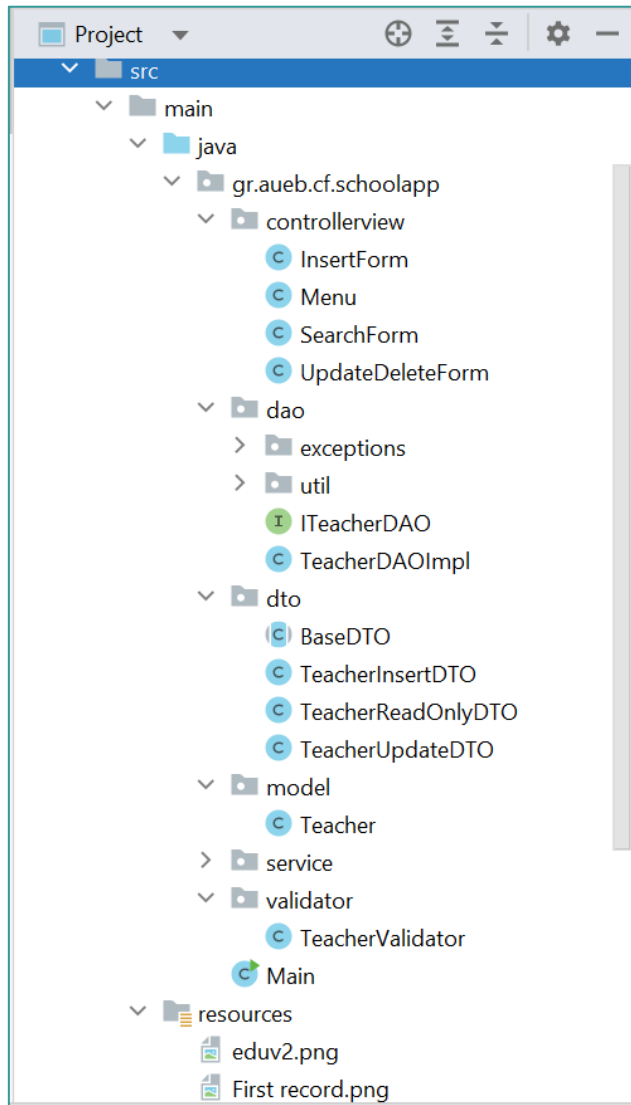 Project
src
main
java
gr.aueb.cf.schoolapp
controllerview
C InsertForm
C Menu
C SearchForm
C UpdateDeleteForm
dao
exceptions
util
I ITeacherDAO
C TeacherDAOImpl
dto
C BaseDTO
C TeacherInsertDTO
C TeacherReadOnlyDTO
C TeacherUpdateDTO
model
C Teacher
service
validator
C TeacherValidator
C Main
resources
eduv2.png
First record.png